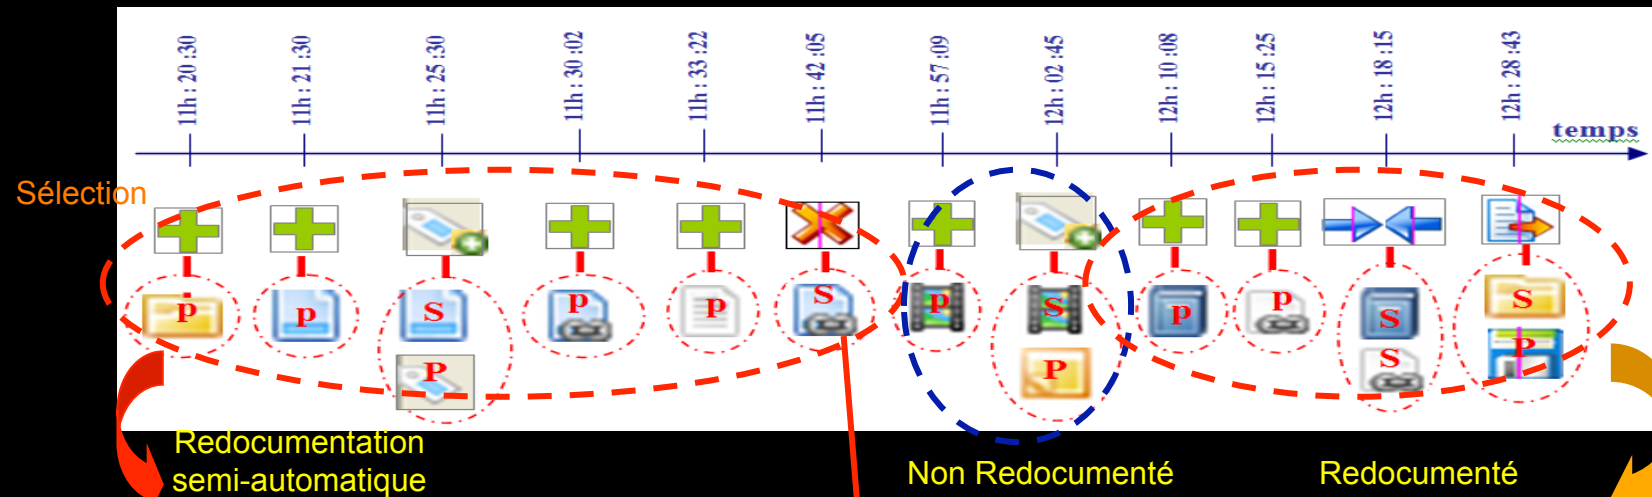 11h : 20 :30
11h : 21 :30
11h : 25 :30
11h : 30 :02
11h : 33 :22
11h : 42 :05
11h : 57 :09
12h : 02 :45
12h : 10 :08
12h : 15 :25
12h : 18 :15
12h : 28 :43
temps
Sélection
p p S p p S p S p p S S
P P S P
Redocumentation
semi-automatique
Non Redocumenté
Redocumenté